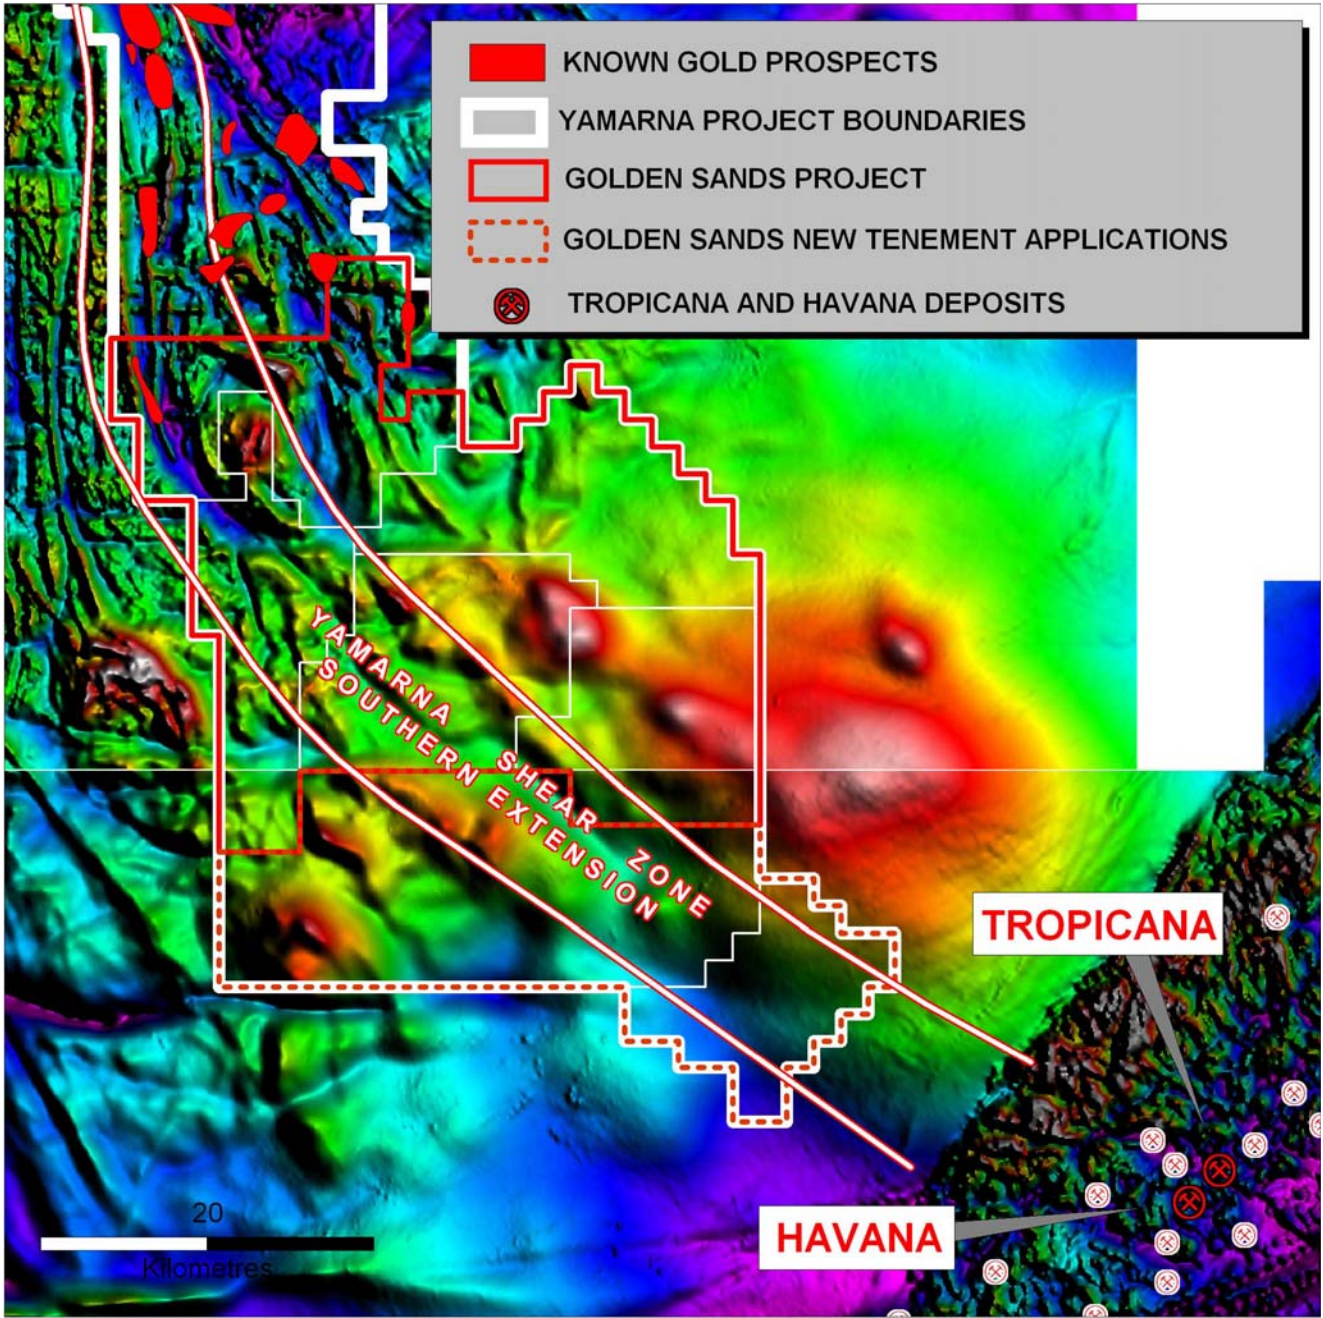 KNOWN GOLD PROSPECTS
YAMARNA PROJECT BOUNDARIES
GOLDEN SANDS PROJECT
GOLDEN SANDS NEW TENEMENT APPLICATIONS
TROPICANA AND HAVANA DEPOSITS
YAMARNA SHEAR ZONE
SOUTHERN EXTENSION
TROPICANA
HAVANA
20
Kilometres